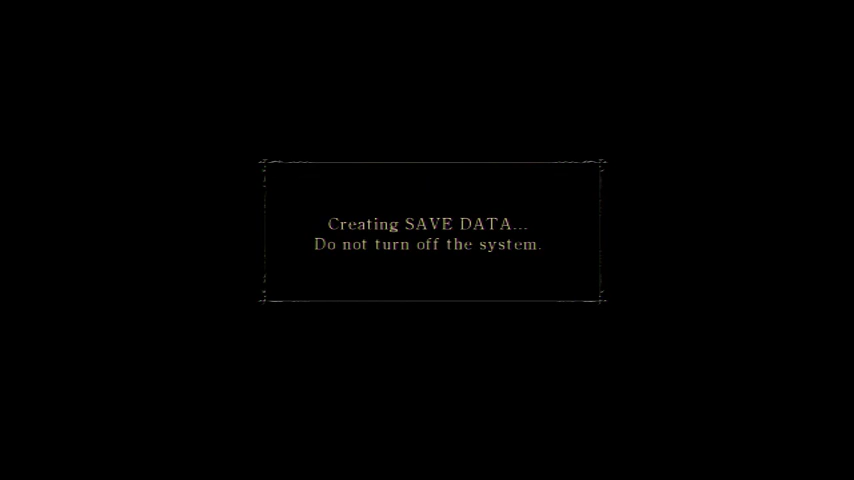 Creating SAVE DATA...
Do not turn off the system.